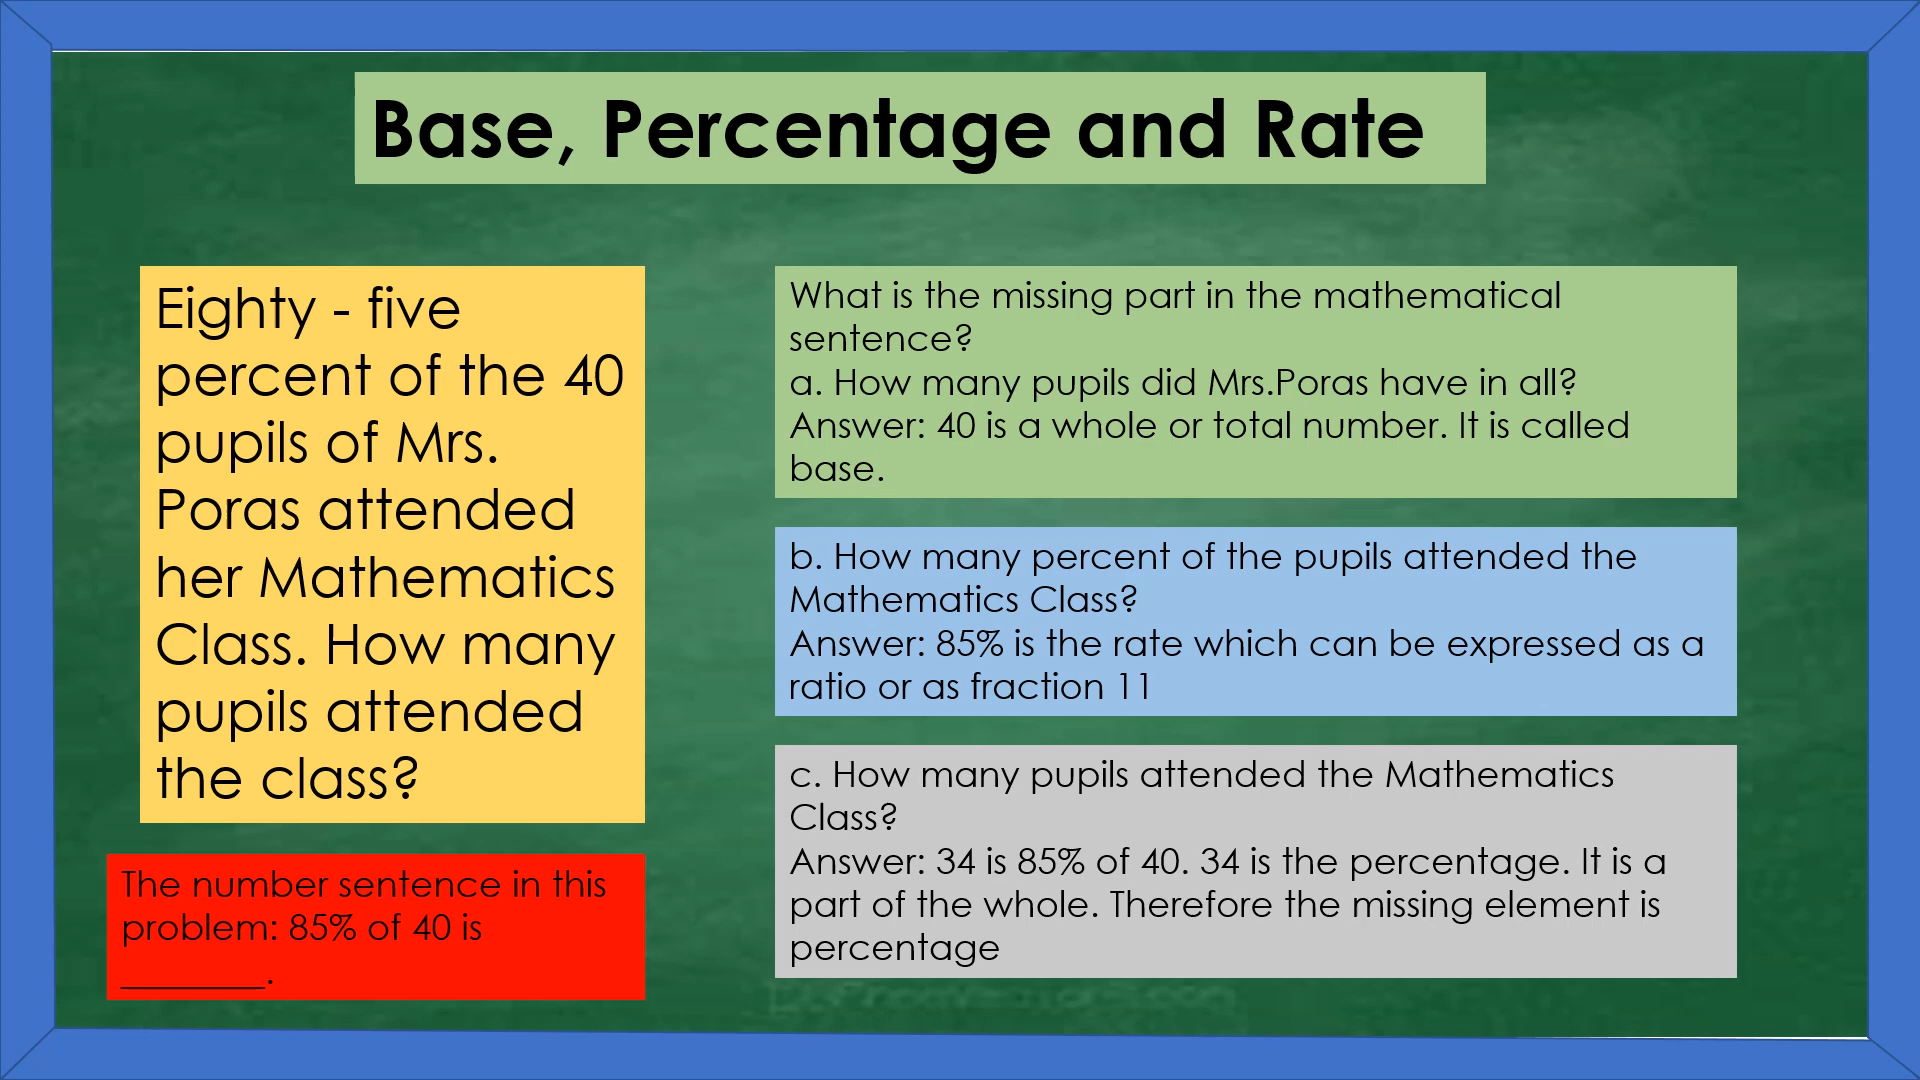 Base, Percentage and Rate
Eighty - five
percent of the 40
pupils of Mrs.
Poras attended
her Mathematics
Class. How many
pupils attended
the class?
The number sentence in this
problem: 85% of 40 is
________.
What is the missing part in the mathematical
sentence?
a. How many pupils did Mrs.Poras have in all?
Answer: 40 is a whole or total number. It is called
base.
b. How many percent of the pupils attended the
Mathematics Class?
Answer: 85% is the rate which can be expressed as a
ratio or as fraction 11
c. How many pupils attended the Mathematics
Class?
Answer: 34 is 85% of 40. 34 is the percentage. It is a
part of the whole. Therefore the missing element is
percentage